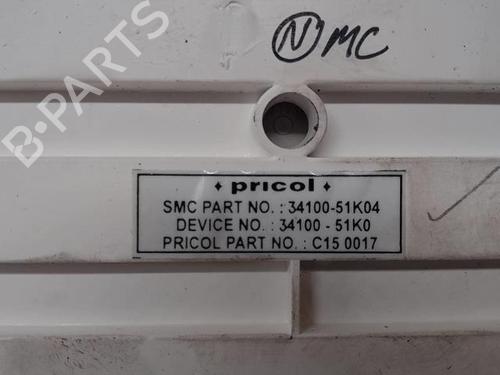 B-PARTS
N MC
pricol
SMC PART NO. : 34100-51K04
DEVICE NO. : 34100 - 51K0
PRICOL PART NO. : C15 0017